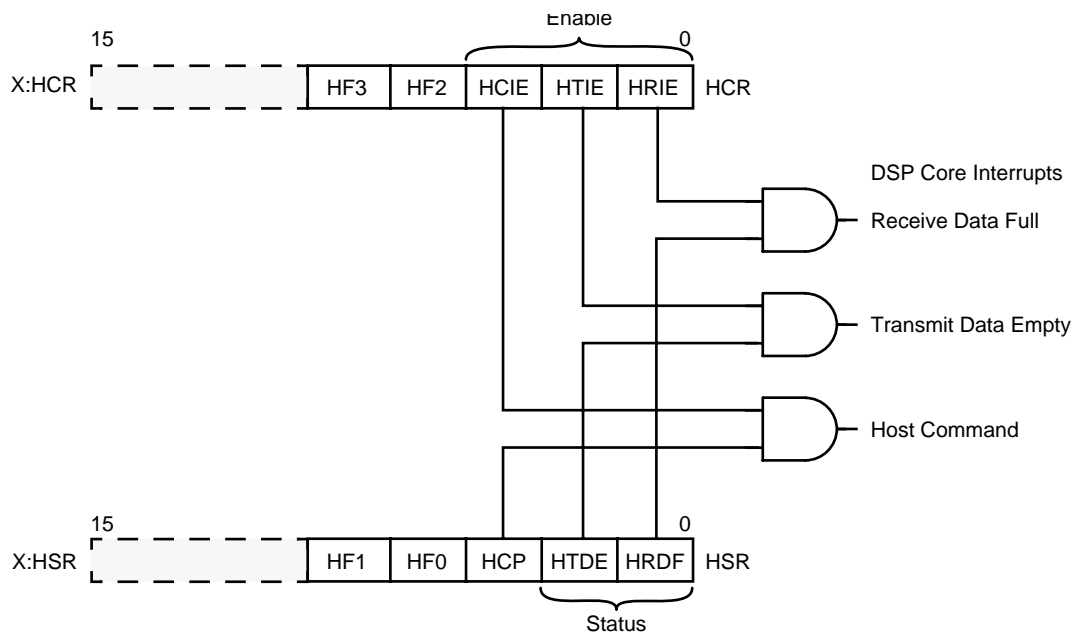 Enable
15 0
X:HCR HF3 HF2 HCIE HTIE HRIE HCR
DSP Core Interrupts
Receive Data Full
Transmit Data Empty
Host Command
15 0
X:HSR HF1 HF0 HCP HTDE HRDF HSR
Status